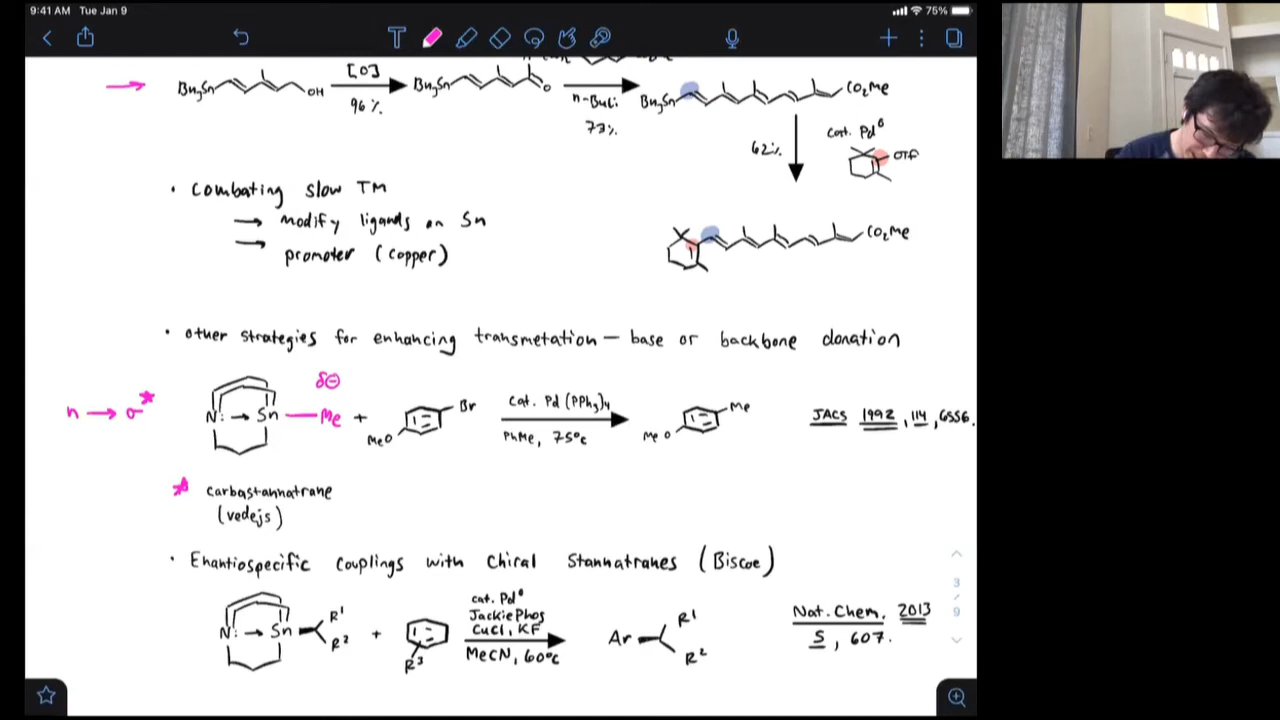 9:41 AM Tue Jan 9
75%
T
Bu3Sn OH
[O]
96 %
Bu3Sn O
n-BuLi
73%
Bu3Sn CO2Me
62%
cat. Pd0
OTf
• Combating slow TM
→ modify ligands on Sn
→ promoter (copper)
CO2Me
• other strategies for enhancing transmetation — base or backbone donation
n → σ*
N: → Sn — Me
δ⊖
+
Br
MeO
cat. Pd(PPh3)4
PhMe, 75°C
Me
MeO
JACS 1992, 114, 6556.
* carbastannatrane
(vedejs)
• Enantiospecific couplings with Chiral Stannatranes (Biscoe)
N: → Sn R1
R2
+
R3
cat. Pd0
JackiePhos
CuCl, KF
MeCN, 60°C
Ar R1
R2
Nat. Chem. 2013
5, 607.
3
/
9